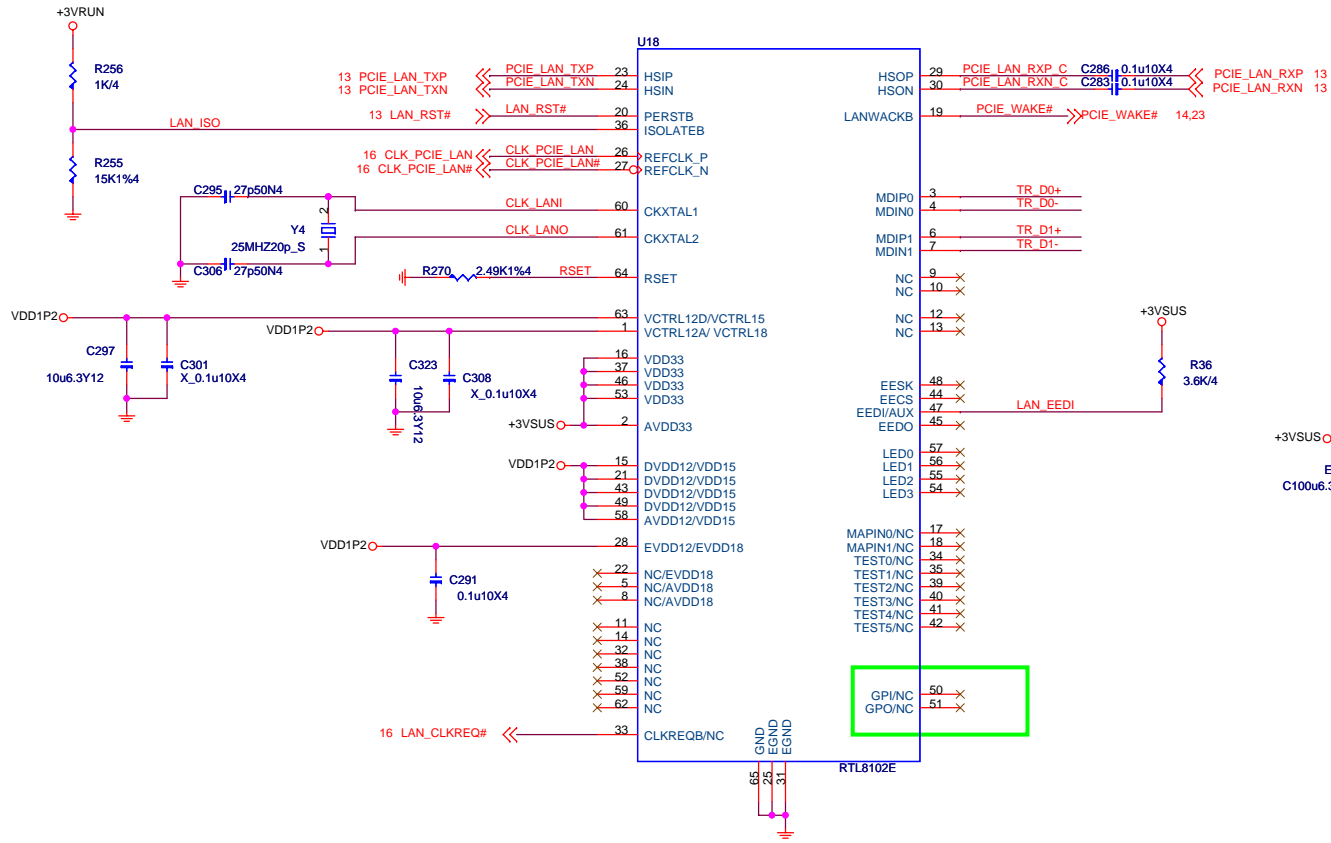 +3VRUN
R256
1K/4
LAN_ISO
R255
15K1%4
13 PCIE_LAN_TXP
13 PCIE_LAN_TXN
PCIE_LAN_TXP
PCIE_LAN_TXN
13 LAN_RST#
LAN_RST#
16 CLK_PCIE_LAN
16 CLK_PCIE_LAN#
CLK_PCIE_LAN
CLK_PCIE_LAN#
C295
27p50N4
Y4
2
1
25MHZ20p_S
C306
27p50N4
CLK_LANI
CLK_LANO
R270
2.49K1%4
RSET
VDD1P2
C297
10u6.3Y12
C301
X_0.1u10X4
VDD1P2
C323
10u6.3Y12
C308
X_0.1u10X4
+3VSUS
VDD1P2
VDD1P2
C291
0.1u10X4
16 LAN_CLKREQ#
U18
23 HSIP
24 HSIN
20 PERSTB
36 ISOLATEB
26 REFCLK_P
27 REFCLK_N
60 CKXTAL1
61 CKXTAL2
64 RSET
63 VCTRL12D/VCTRL15
1 VCTRL12A/ VCTRL18
16 VDD33
37 VDD33
46 VDD33
53 VDD33
2 AVDD33
15 DVDD12/VDD15
21 DVDD12/VDD15
43 DVDD12/VDD15
49 DVDD12/VDD15
58 AVDD12/VDD15
28 EVDD12/EVDD18
22 NC/EVDD18
5 NC/AVDD18
8 NC/AVDD18
11 NC
14 NC
32 NC
38 NC
52 NC
59 NC
62 NC
33 CLKREQB/NC
HSOP 29
HSON 30
LANWACKB 19
MDIP0 3
MDIN0 4
MDIP1 6
MDIN1 7
NC 9
NC 10
NC 12
NC 13
EESK 48
EECS 44
EEDI/AUX 47
EEDO 45
LED0 57
LED1 56
LED2 55
LED3 54
MAPIN0/NC 17
MAPIN1/NC 18
TEST0/NC 34
TEST1/NC 35
TEST2/NC 39
TEST3/NC 40
TEST4/NC 41
TEST5/NC 42
GPI/NC 50
GPO/NC 51
GND
EGND
EGND
65
25
31
RTL8102E
PCIE_LAN_RXP_C
PCIE_LAN_RXN_C
C286
0.1u10X4
C283
0.1u10X4
PCIE_LAN_RXP 13
PCIE_LAN_RXN 13
PCIE_WAKE#
PCIE_WAKE# 14,23
TR_D0+
TR_D0-
TR_D1+
TR_D1-
+3VSUS
R36
3.6K/4
LAN_EEDI
+3VSUS
E
C100u6.3